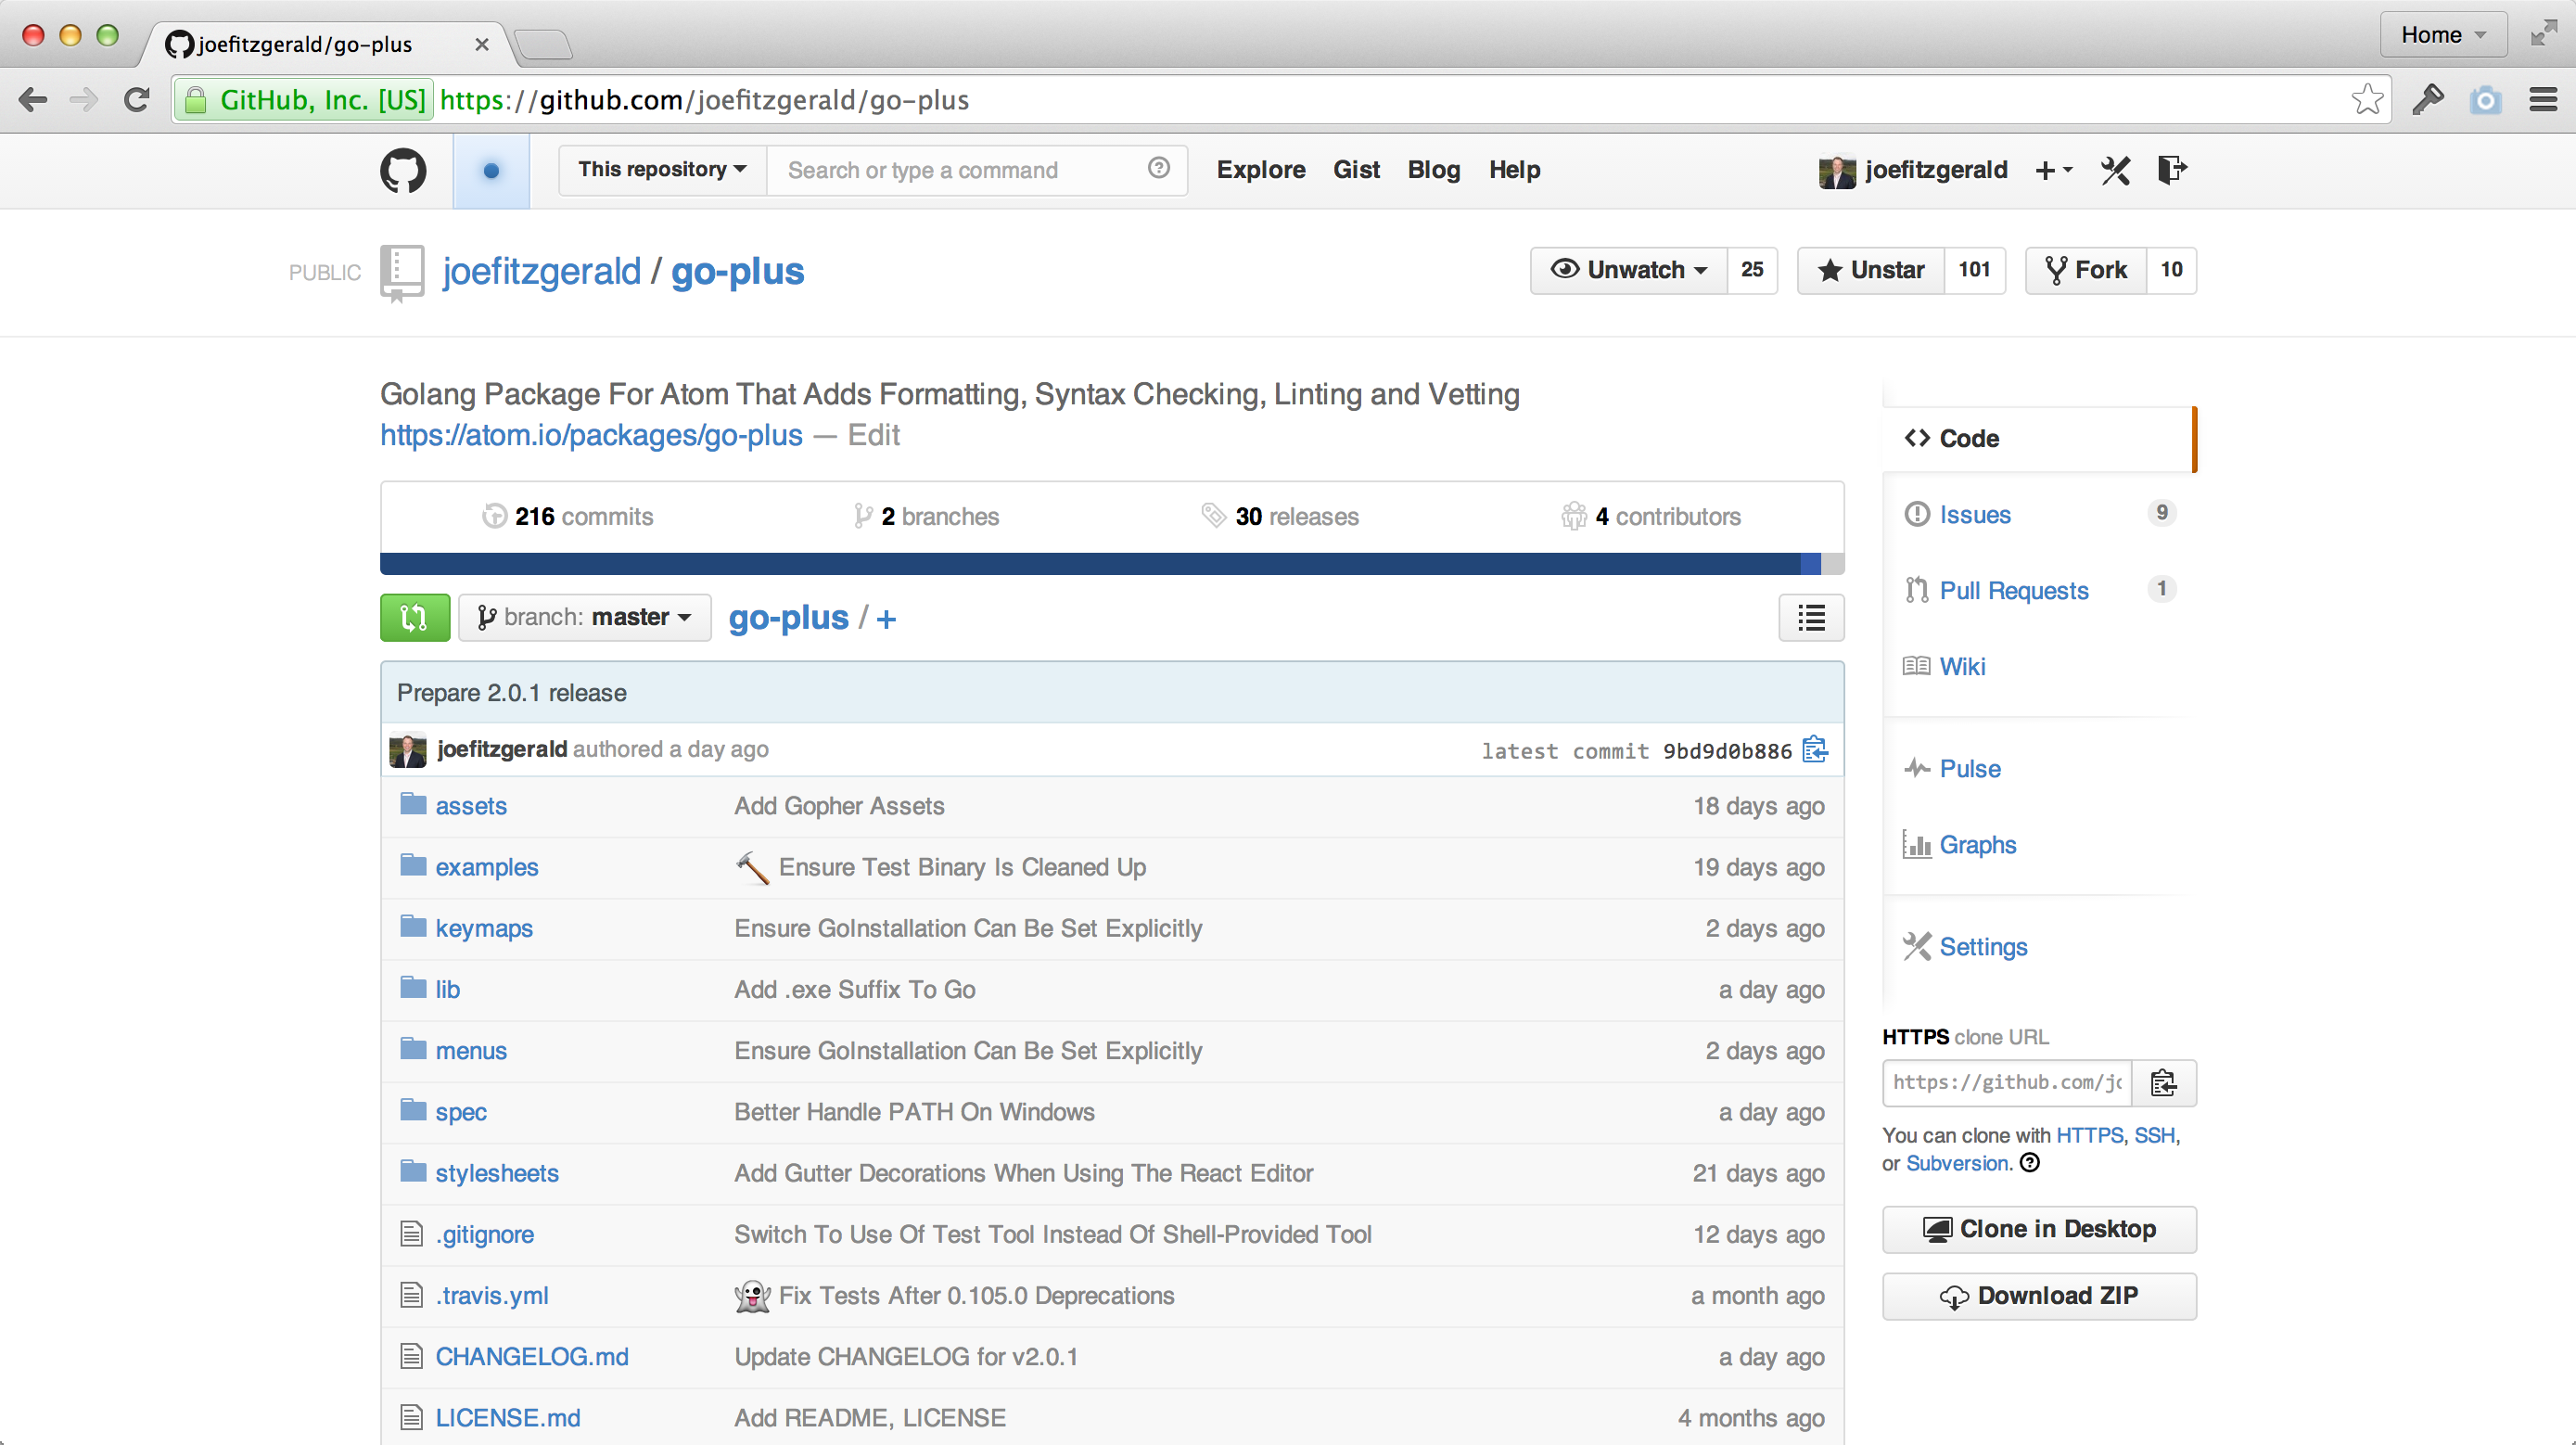 joefitzgerald/go-plus
Home
GitHub, Inc. [US] https://github.com/joefitzgerald/go-plus
This repository Search or type a command Explore Gist Blog Help joefitzgerald
PUBLIC joefitzgerald / go-plus Unwatch 25 Unstar 101 Fork 10
Golang Package For Atom That Adds Formatting, Syntax Checking, Linting and Vetting
https://atom.io/packages/go-plus — Edit
216 commits 2 branches 30 releases 4 contributors
branch: master go-plus / +
Prepare 2.0.1 release
joefitzgerald authored a day ago latest commit 9bd9d0b886
assets Add Gopher Assets 18 days ago
examples Ensure Test Binary Is Cleaned Up 19 days ago
keymaps Ensure GoInstallation Can Be Set Explicitly 2 days ago
lib Add .exe Suffix To Go a day ago
menus Ensure GoInstallation Can Be Set Explicitly 2 days ago
spec Better Handle PATH On Windows a day ago
stylesheets Add Gutter Decorations When Using The React Editor 21 days ago
.gitignore Switch To Use Of Test Tool Instead Of Shell-Provided Tool 12 days ago
.travis.yml Fix Tests After 0.105.0 Deprecations a month ago
CHANGELOG.md Update CHANGELOG for v2.0.1 a day ago
LICENSE.md Add README, LICENSE 4 months ago
Code
Issues 9
Pull Requests 1
Wiki
Pulse
Graphs
Settings
HTTPS clone URL
https://github.com/jo
You can clone with HTTPS, SSH,
or Subversion.
Clone in Desktop
Download ZIP